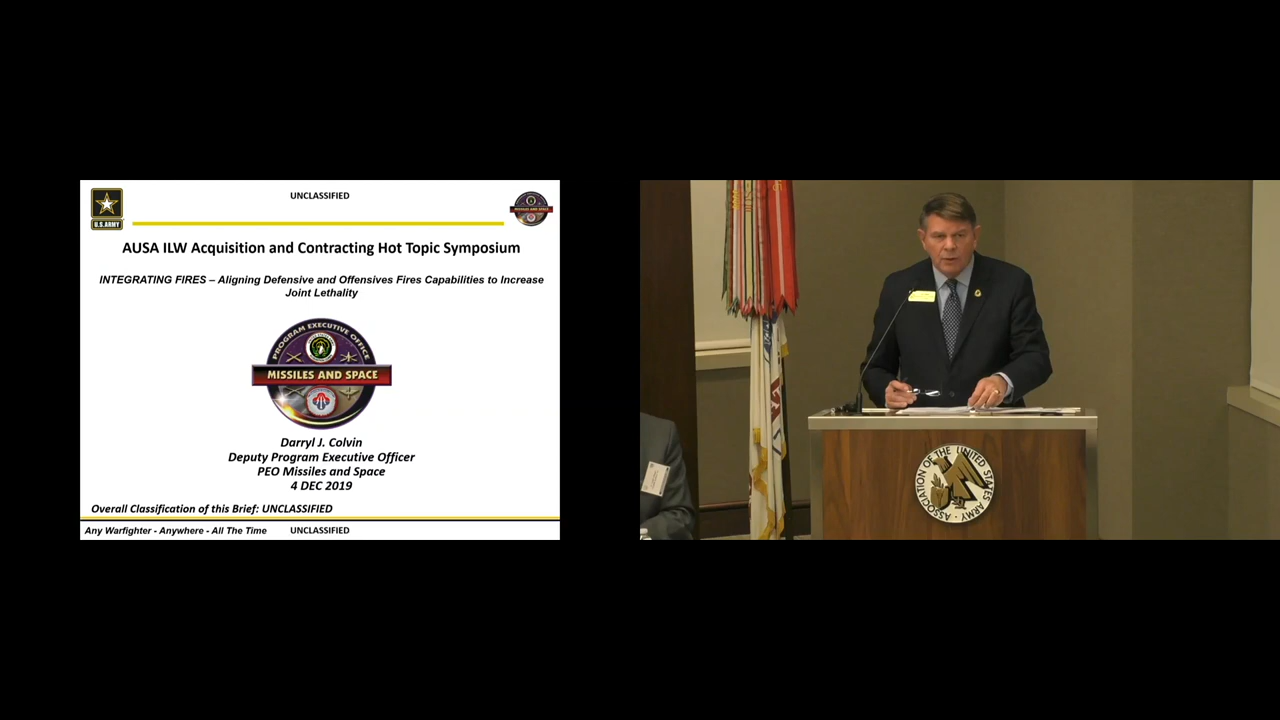 UNCLASSIFIED
U.S.ARMY
MISSILES AND SPACE
AUSA ILW Acquisition and Contracting Hot Topic Symposium
INTEGRATING FIRES – Aligning Defensive and Offensives Fires Capabilities to Increase
Joint Lethality
PROGRAM EXECUTIVE OFFICE
MISSILES AND SPACE
Darryl J. Colvin
Deputy Program Executive Officer
PEO Missiles and Space
4 DEC 2019
Overall Classification of this Brief: UNCLASSIFIED
Any Warfighter - Anywhere - All The Time
UNCLASSIFIED
ASSOCIATION OF THE UNITED STATES ARMY